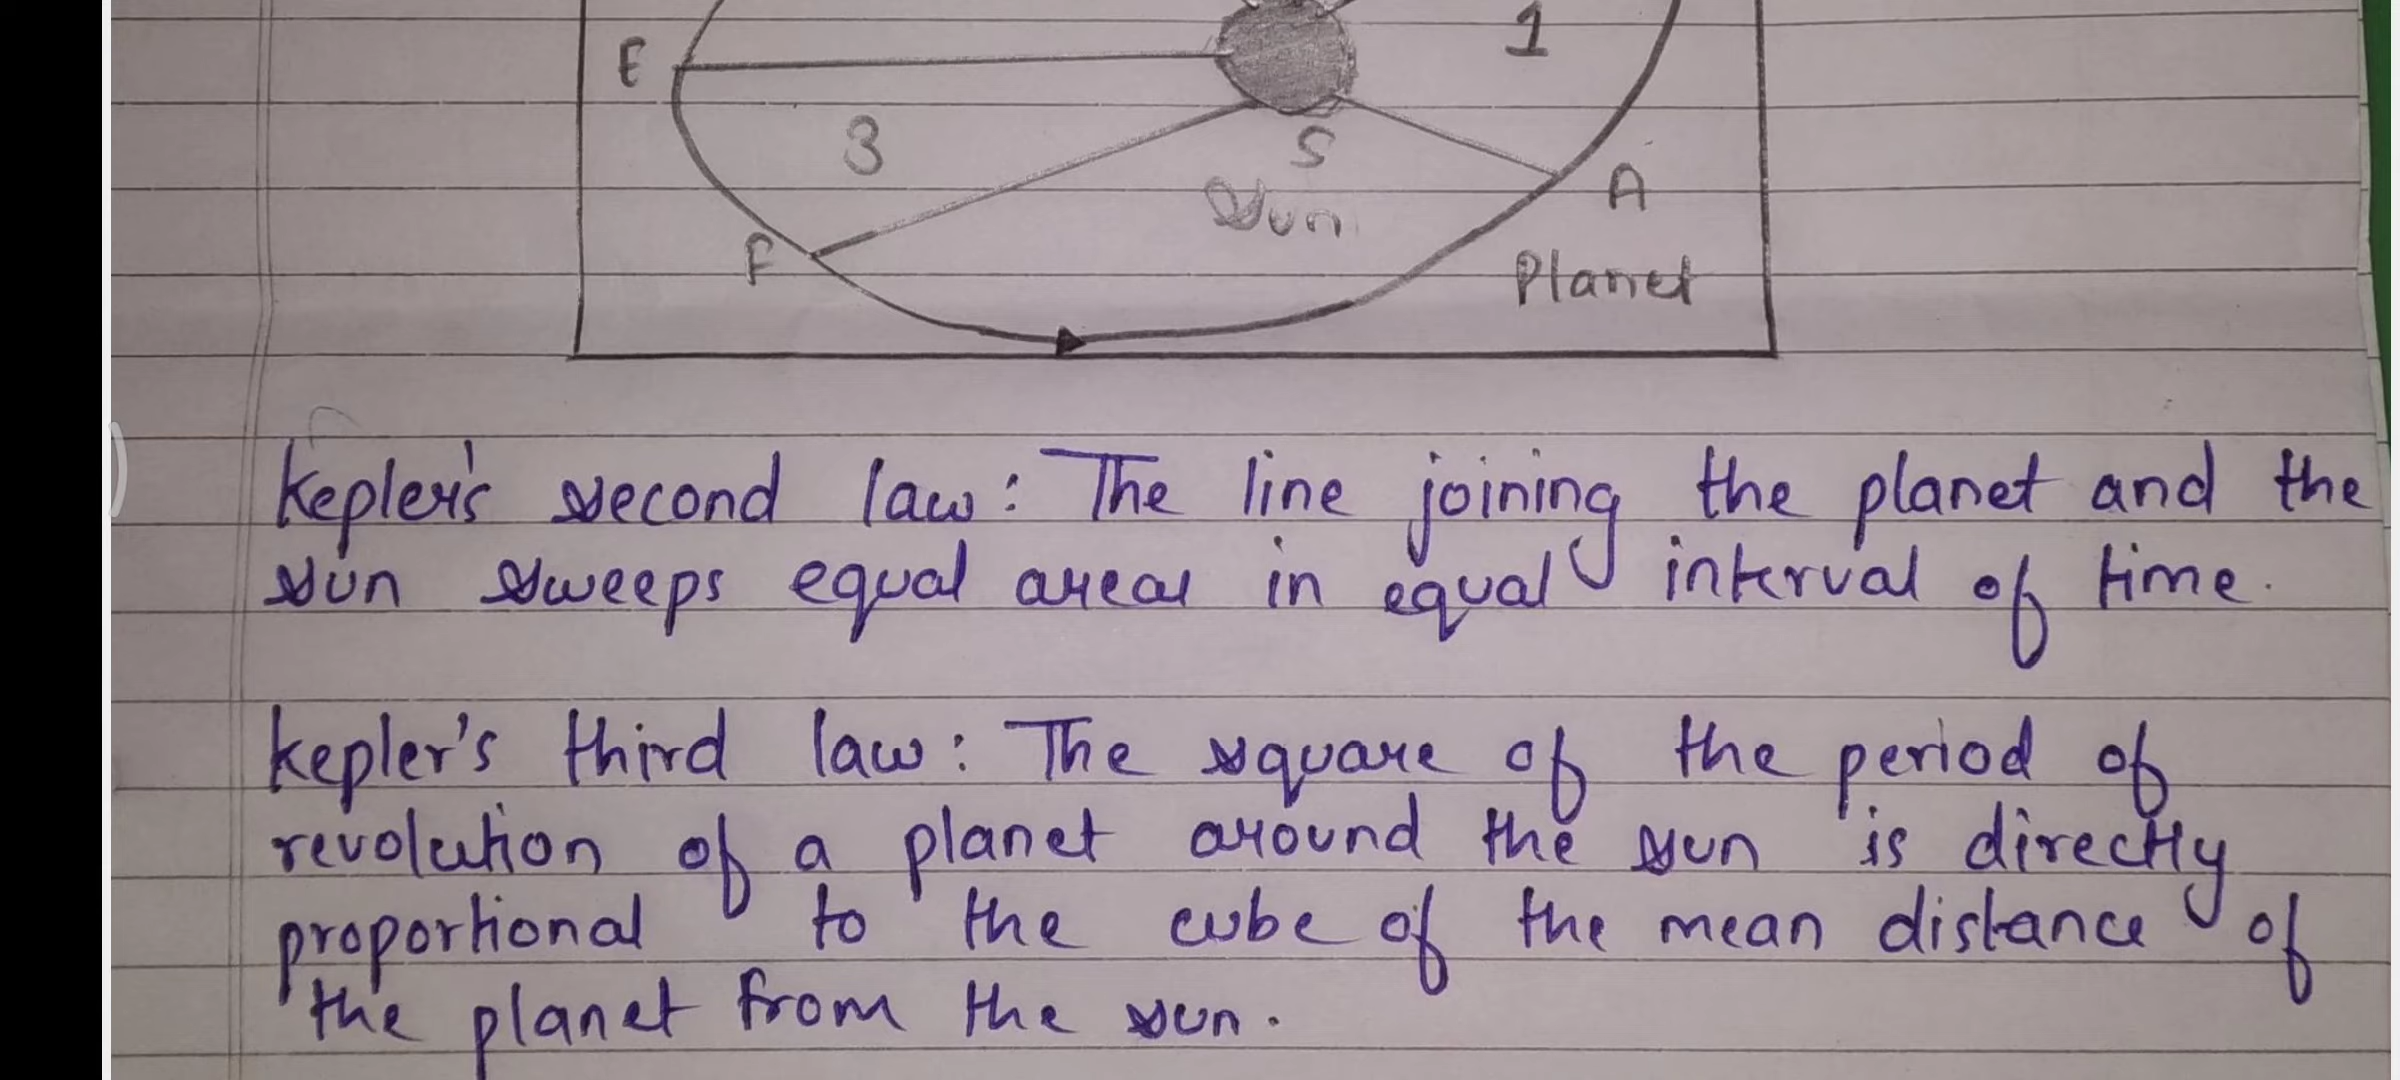 E
1
3
S
Sun
A
F
Planet
Kepler's second law: The line joining the planet and the
sun sweeps equal areas in equal interval of time.
Kepler's third law: The square of the period of
revolution of a planet around the sun is directly
proportional to the cube of the mean distance of
the planet from the sun.